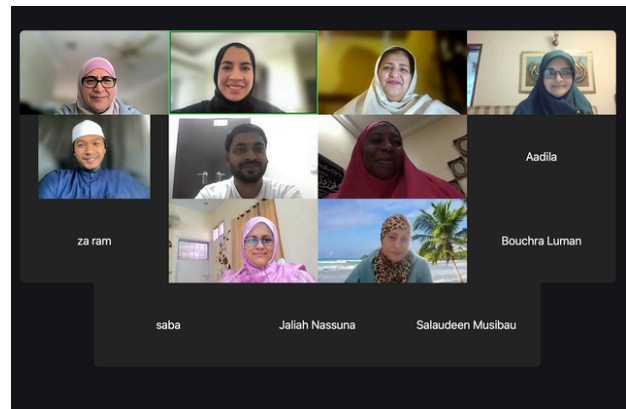 Aadila
za ram
Bouchra Luman
saba
Jaliah Nassuna
Salaudeen Musibau